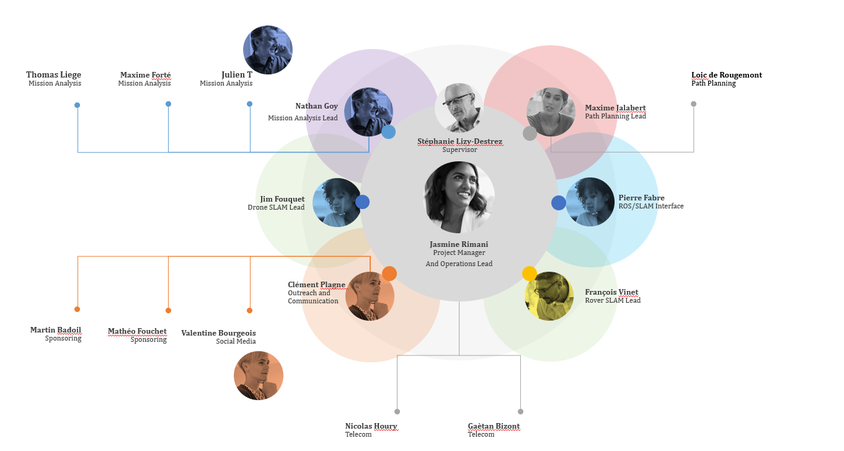 Thomas Liege
Mission Analysis
Maxime Forté
Mission Analysis
Julien T
Mission Analysis
Nathan Goy
Mission Analysis Lead
Stéphanie Lizy-Destrez
Supervisor
Maxime Jalabert
Path Planning Lead
Loic de Rougemont
Path Planning
Jim Fouquet
Drone SLAM Lead
Jasmine Rimani
Project Manager
And Operations Lead
Pierre Fabre
ROS/SLAM Interface
Clément Plagne
Outreach and
Communication
François Vinet
Rover SLAM Lead
Martin Badoil
Sponsoring
Mathéo Fouchet
Sponsoring
Valentine Bourgeois
Social Media
Nicolas Houry
Telecom
Gaëtan Bizont
Telecom